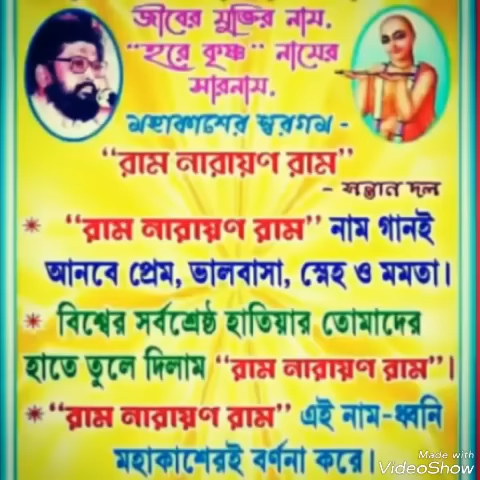 জীবের মুক্তির নাম,
"হরে কৃষ্ণ" নামের
সারনাম,
মহাকাশের স্বরগম -
"রাম নারায়ণ রাম"
- সন্তান দল
* "রাম নারায়ণ রাম" নাম গানই
আনবে প্রেম, ভালবাসা, স্নেহ ও মমতা।
* বিশ্বের সর্বশ্রেষ্ঠ হাতিয়ার তোমাদের
হাতে তুলে দিলাম "রাম নারায়ণ রাম"।
* "রাম নারায়ণ রাম" এই নাম-ধ্বনি
মহাকাশেরই বর্ণনা করে।
Made with
VideoShow